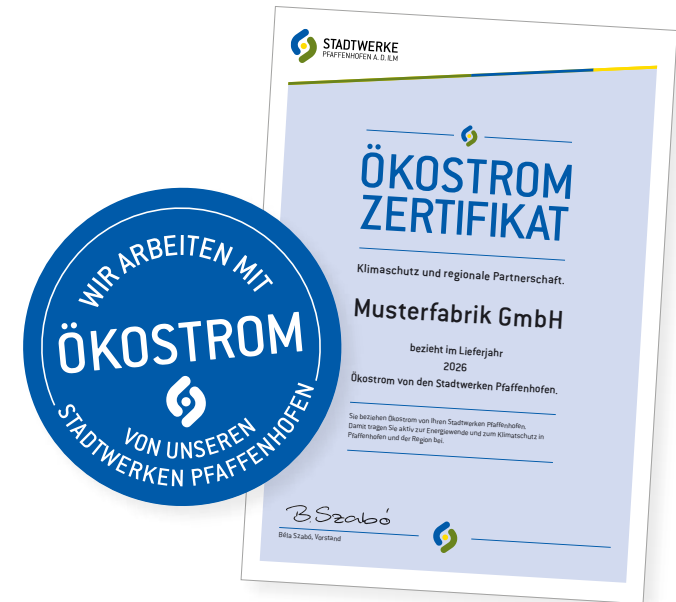 STADTWERKE
PFAFFENHOFEN A. D. ILM
ÖKOSTROM
ZERTIFIKAT
Klimaschutz und regionale Partnerschaft.
Musterfabrik GmbH
bezieht im Lieferjahr
2026
Ökostrom von den Stadtwerken Pfaffenhofen.
Sie beziehen Ökostrom von Ihren Stadtwerken Pfaffenhofen.
Damit tragen Sie aktiv zur Energiewende und zum Klimaschutz in
Pfaffenhofen und der Region bei.
B. Szabó
Béla Szabó, Vorstand
WIR ARBEITEN MIT
ÖKOSTROM
VON UNSEREN
STADTWERKEN PFAFFENHOFEN